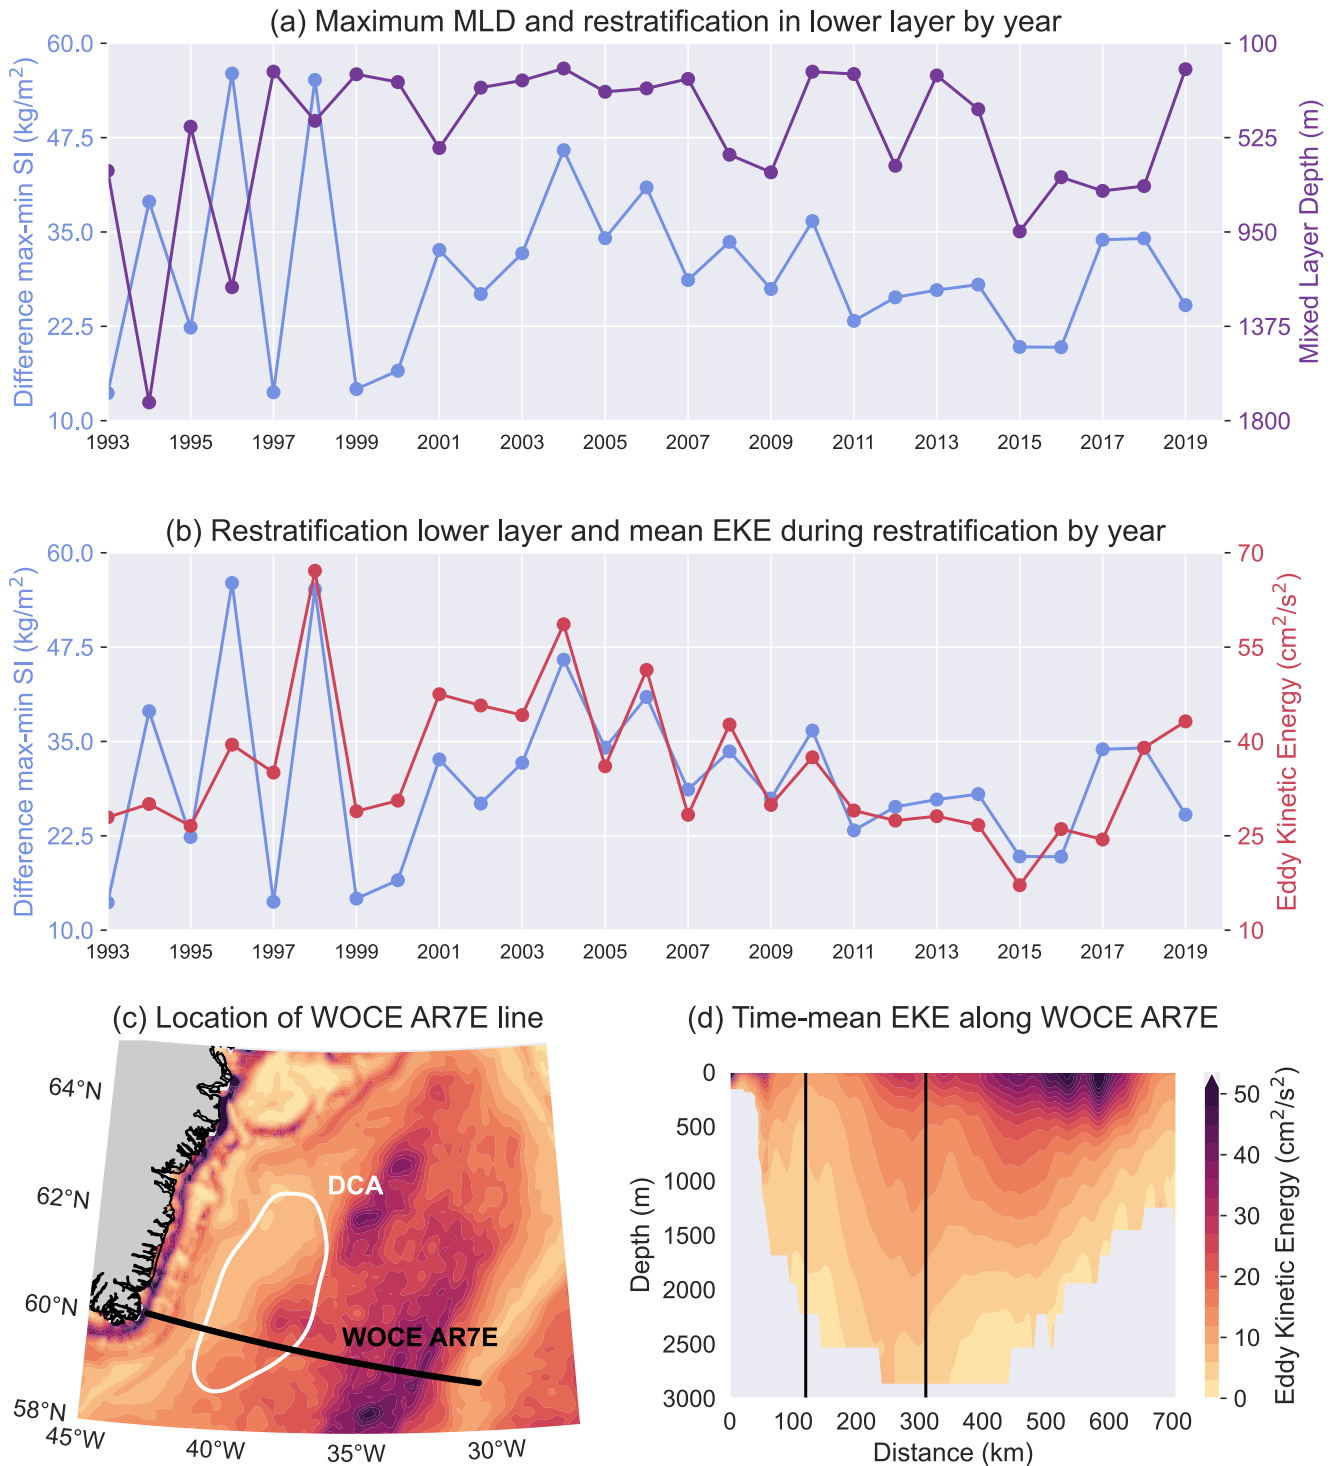 (a) Maximum MLD and restratification in lower layer by year
Difference max-min SI (kg/m²)
60.0
47.5
35.0
22.5
10.0
100
525
950
1375
1800
Mixed Layer Depth (m)
1993 1995 1996 1997 1999 2001 2002 2003 2005 2007 2009 2011 2013 2015 2017 2019
(b) Restratification lower layer and mean EKE during restratification by year
Difference max-min SI (kg/m²)
60.0
47.5
35.0
22.5
10.0
70
55
40
25
10
Eddy Kinetic Energy (cm²/s²)
1993 1995 1996 1997 1999 2001 2002 2003 2005 2007 2009 2011 2013 2015 2017 2019
(c) Location of WOCE AR7E line
64°N
62°N
60°N
58°N
45°W
40°W
35°W
30°W
DCA
WOCE AR7E
(d) Time-mean EKE along WOCE AR7E
Depth (m)
0
500
1000
1500
2000
2500
3000
0 100 200 300 400 500 600 700
Distance (km)
50
40
30
20
10
0
Eddy Kinetic Energy (cm²/s²)